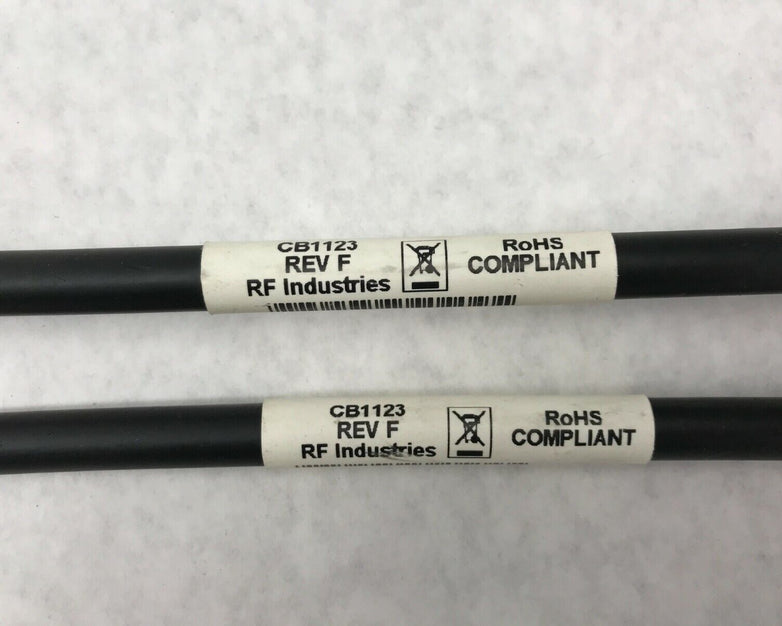 CB1123
REV F
RF Industries
RoHS
COMPLIANT
CB1123
REV F
RF Industries
RoHS
COMPLIANT